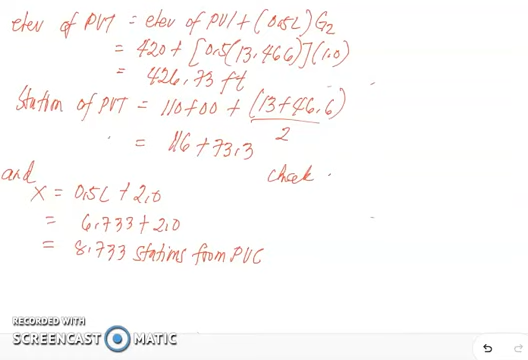 elev of PVT = elev of PVI + (0.5L) G2
= 420 + [0.5(13.466)](1.0)
= 426.73 ft
Station of PVT = 110+00 + (13+46.6)
2
= 116 + 73.3
and check.
X = 0.5L + 2.0
= 6.733 + 2.0
= 8.733 stations from PVC
RECORDED WITH
SCREENCAST MATIC